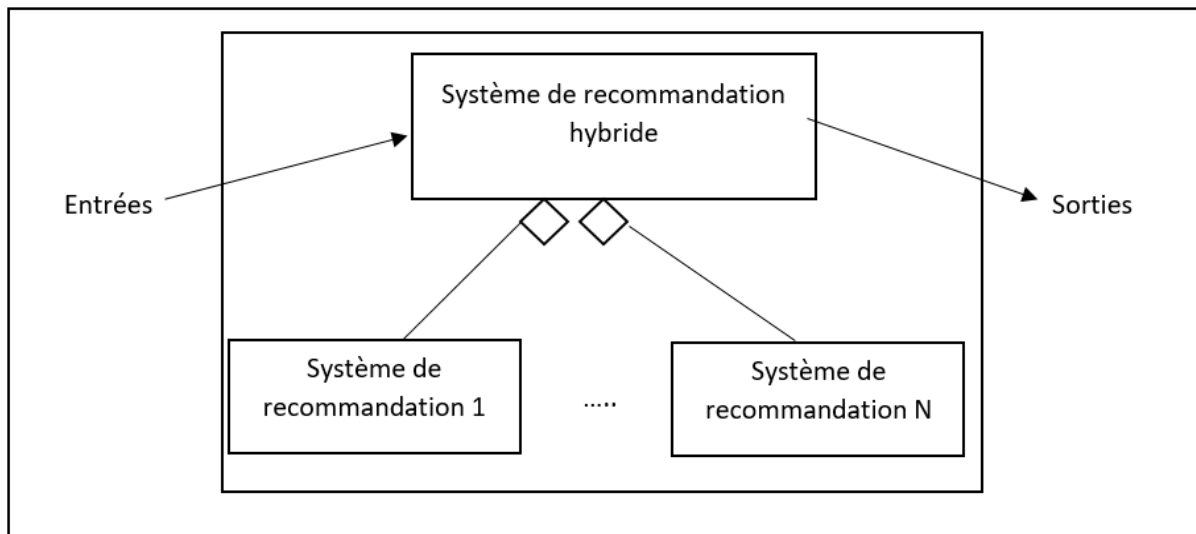 Système de recommandation
hybride
Entrées
Sorties
Système de
recommandation 1
.....
Système de
recommandation N